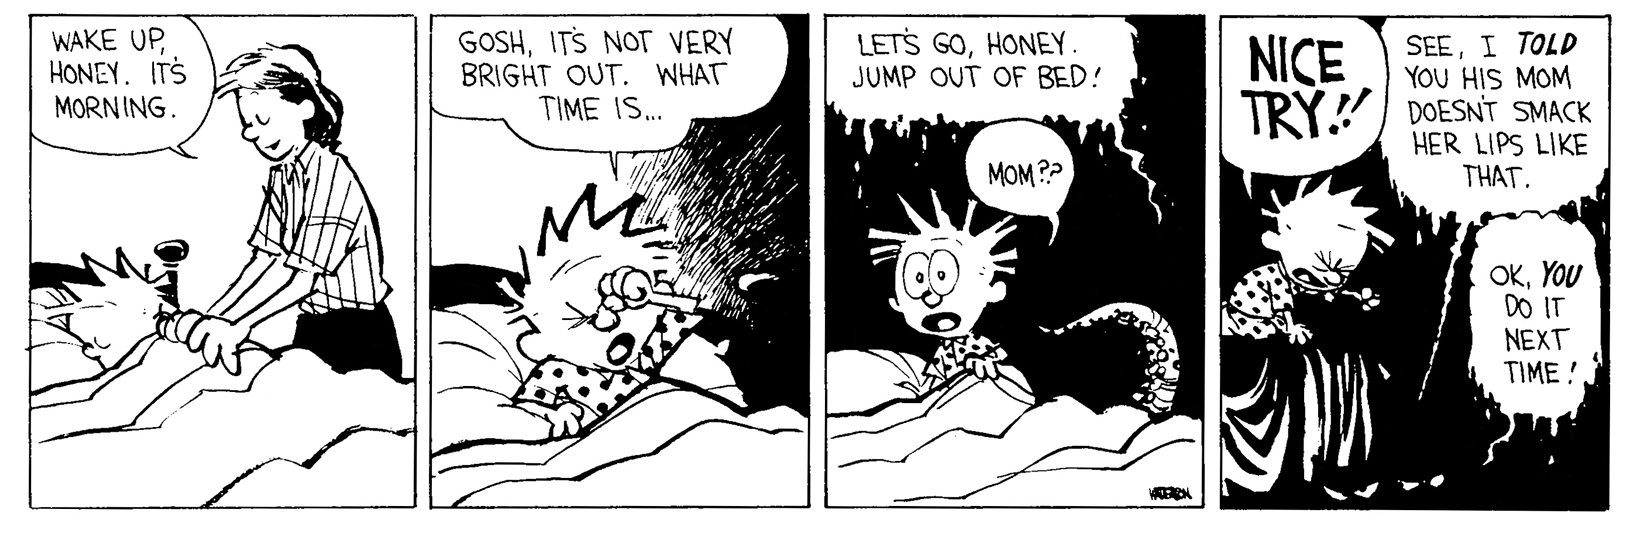 WAKE UP,
HONEY. IT'S
MORNING.
GOSH, IT'S NOT VERY
BRIGHT OUT. WHAT
TIME IS...
LET'S GO, HONEY.
JUMP OUT OF BED!
MOM??
WATTERSON
NICE
TRY!!
SEE, I TOLD
YOU HIS MOM
DOESN'T SMACK
HER LIPS LIKE
THAT.
OK, YOU
DO IT
NEXT
TIME!